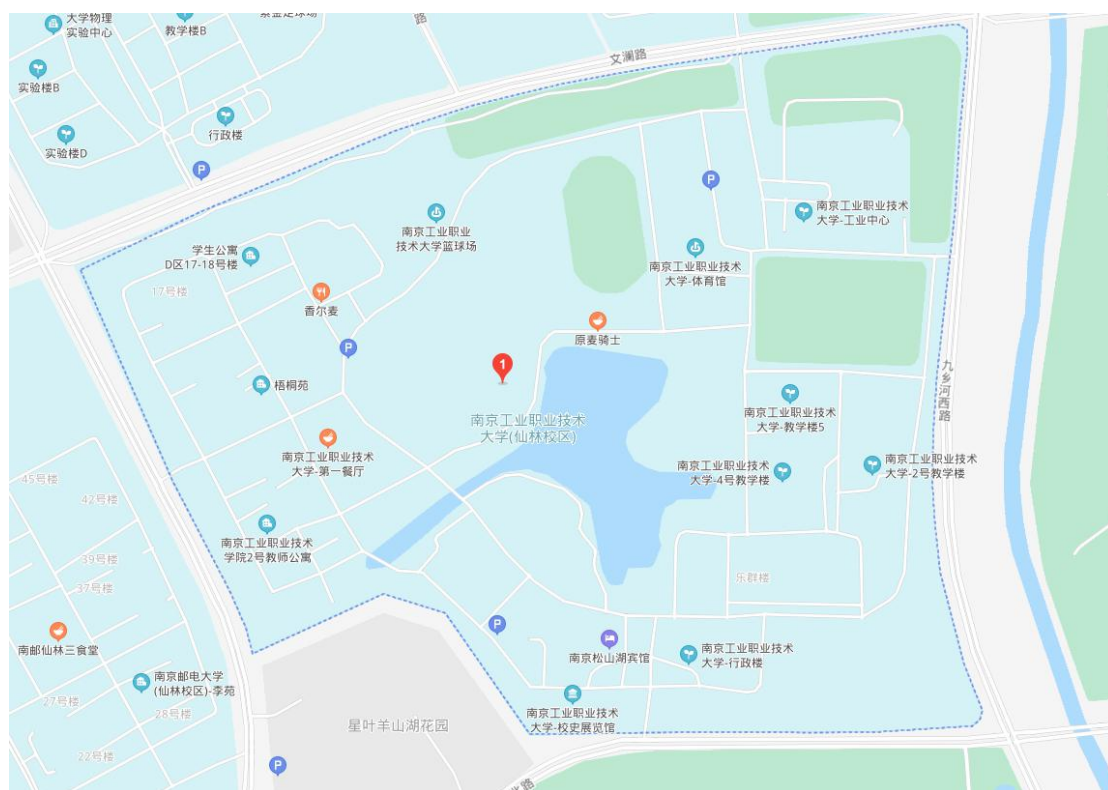 大学物理
实验中心
教学楼B
路
文澜路
实验楼B
行政楼
实验楼D
P
P
南京工业职业技术
大学-工业中心
南京工业职业
技术大学篮球场
学生公寓
D区17-18号楼
南京工业职业技术
大学-体育馆
17号楼
香尔麦
原麦骑士
P
1
九乡河西路
梧桐苑
南京工业职业技术
大学-教学楼5
南京工业职业技术
大学(仙林校区)
南京工业职业技术
大学-第一餐厅
南京工业职业技术
大学-4号教学楼
南京工业职业技术
大学-2号教学楼
45号楼
42号楼
南京工业职业技术
学院2号教师公寓
39号楼
37号楼
乐群楼
P
南邮仙林三食堂
南京松山湖宾馆
南京工业职业技术
大学-行政楼
南京邮电大学
(仙林校区)-李苑
27号楼
28号楼
南京工业职业技术
大学-校史展览馆
星叶羊山湖花园
22号楼
P
路